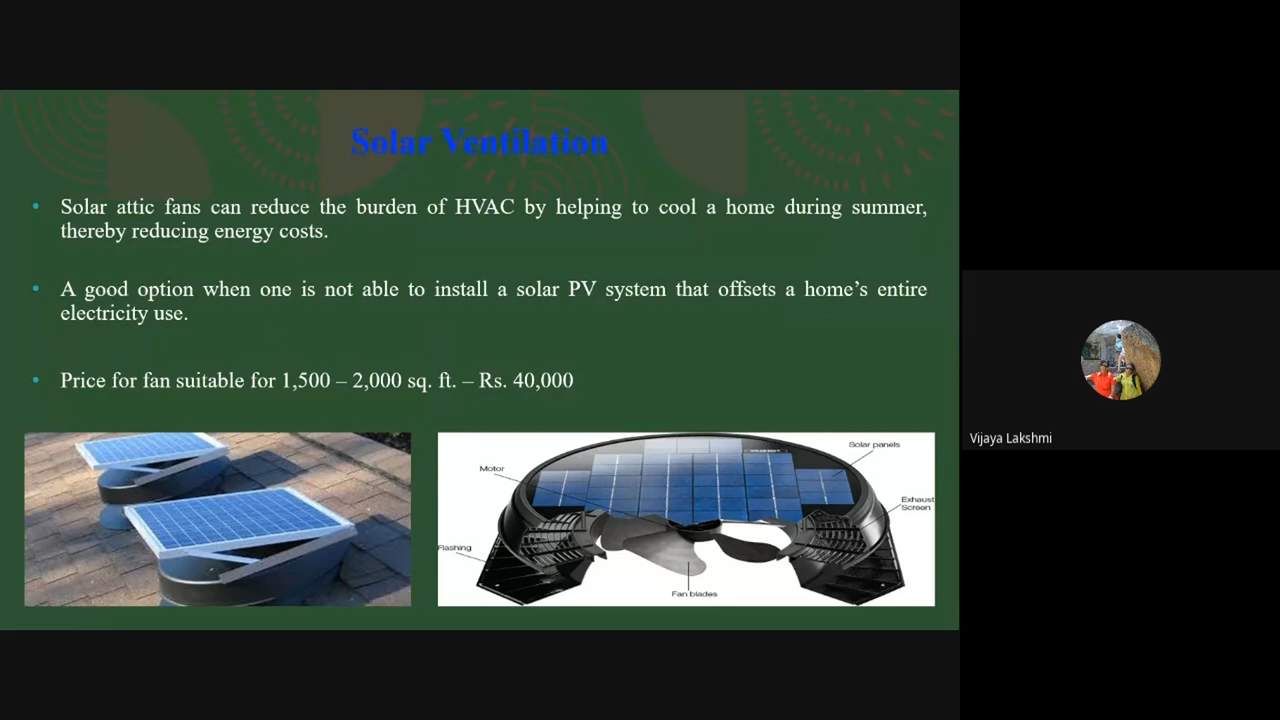 Solar Ventilation
• Solar attic fans can reduce the burden of HVAC by helping to cool a home during summer,
thereby reducing energy costs.
• A good option when one is not able to install a solar PV system that offsets a home’s entire
electricity use.
• Price for fan suitable for 1,500 – 2,000 sq. ft. – Rs. 40,000
Solar panels
Motor
Exhaust
Screen
Flashing
Fan blades
Vijaya Lakshmi